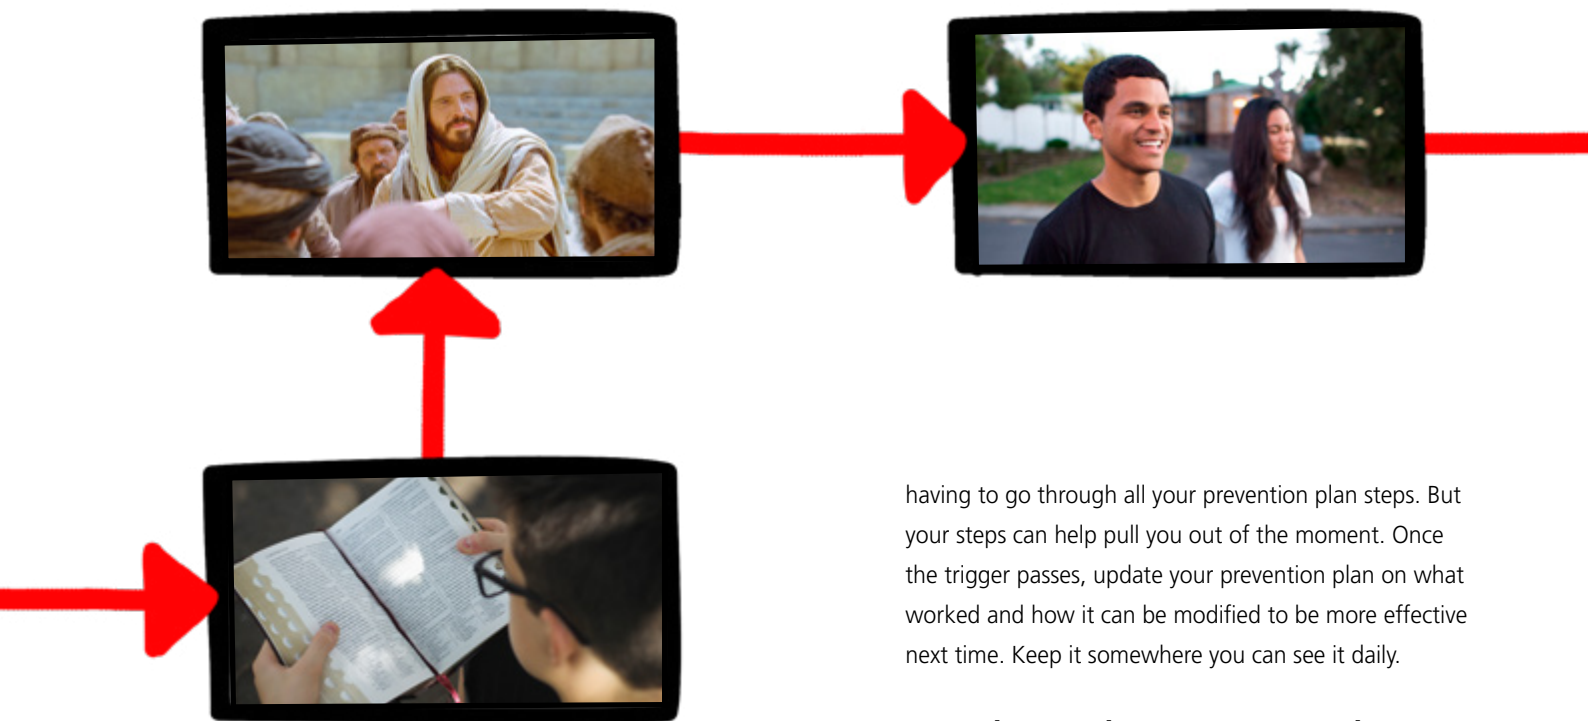 having to go through all your prevention plan steps. But
your steps can help pull you out of the moment. Once
the trigger passes, update your prevention plan on what
worked and how it can be modified to be more effective
next time. Keep it somewhere you can see it daily.